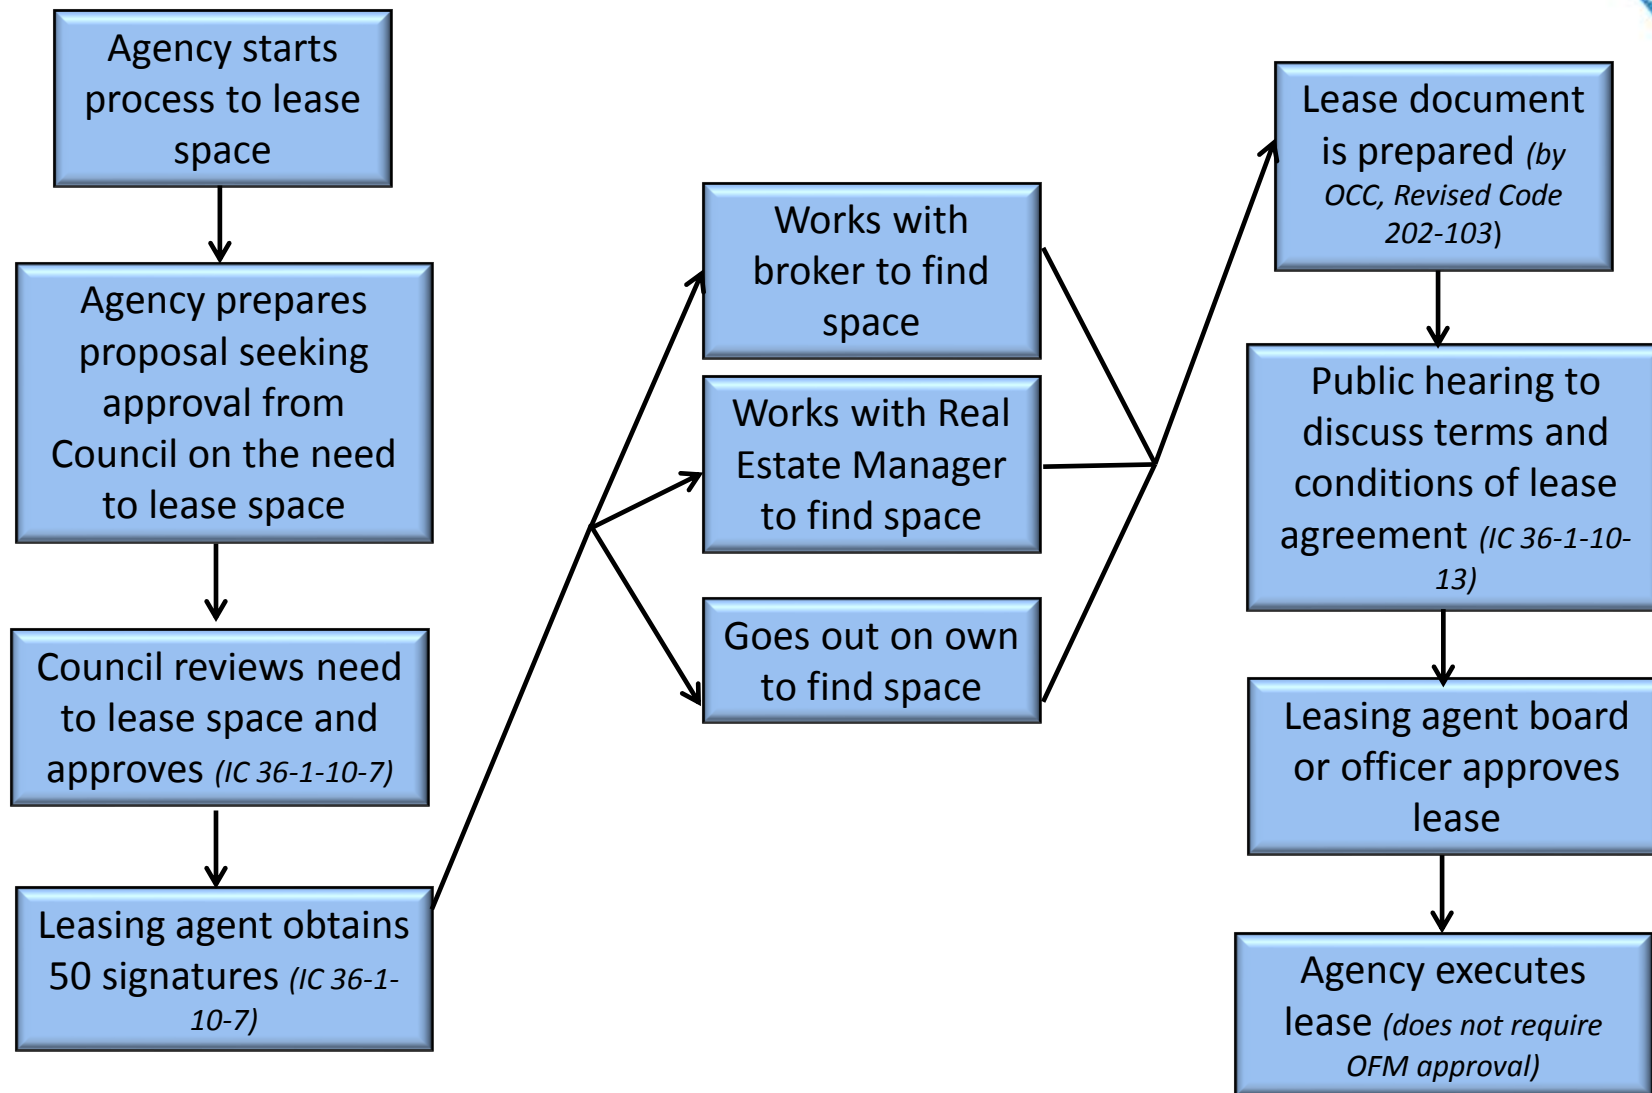 Agency starts
process to lease
space
Agency prepares
proposal seeking
approval from
Council on the need
to lease space
Council reviews need
to lease space and
approves (IC 36-1-10-7)
Leasing agent obtains
50 signatures (IC 36-1-
10-7)
Works with
broker to find
space
Works with Real
Estate Manager
to find space
Goes out on own
to find space
Lease document
is prepared (by
OCC, Revised Code
202-103)
Public hearing to
discuss terms and
conditions of lease
agreement (IC 36-1-10-
13)
Leasing agent board
or officer approves
lease
Agency executes
lease (does not require
OFM approval)